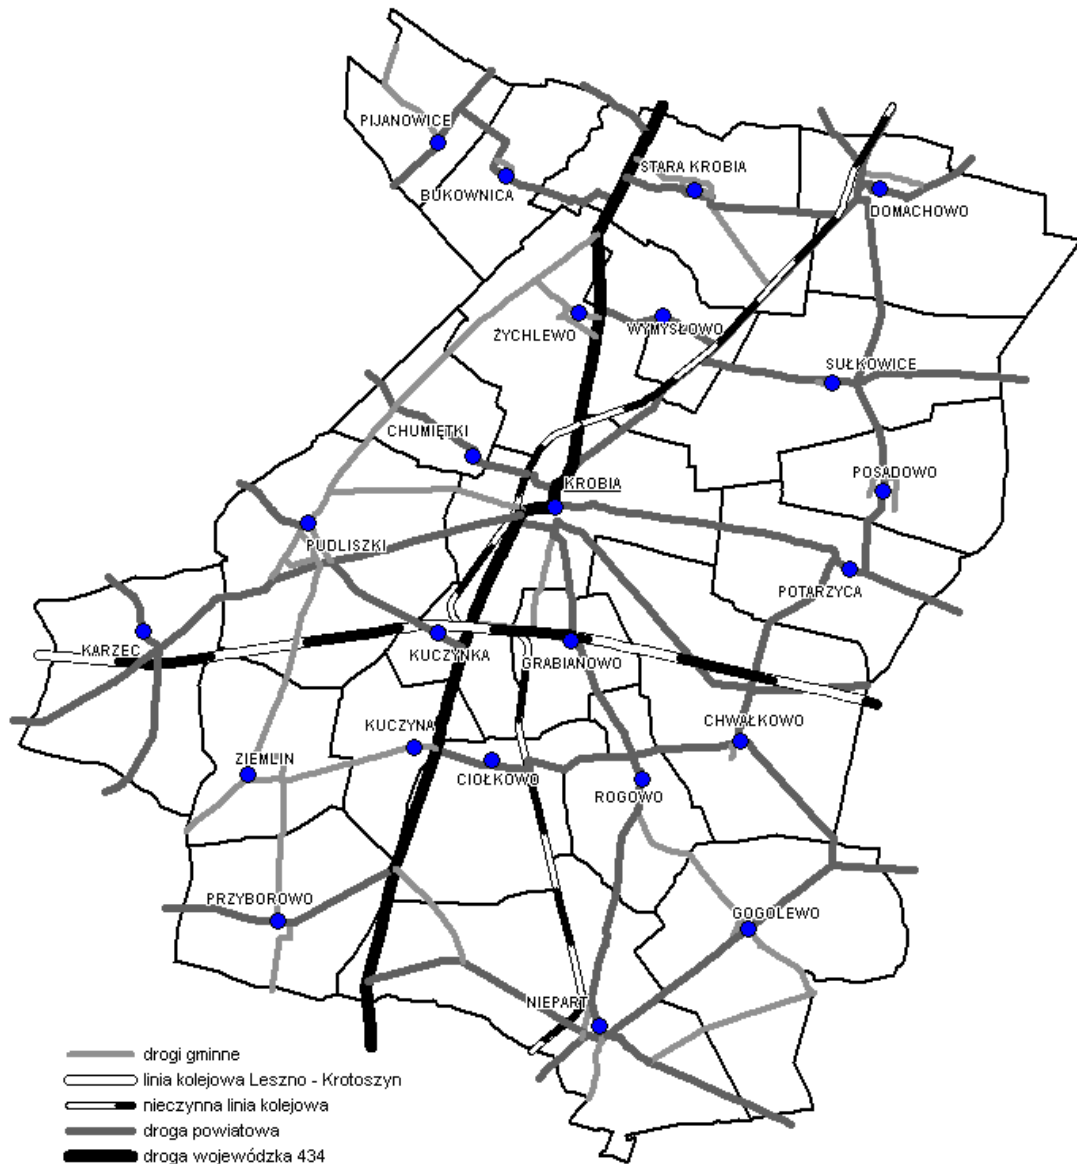 PIJANOWICE
STARA KROBIA
BUKOWNICA
DOMACHOWO
ŻYCHLEWO
WYMYSŁOWO
SUŁKOWICE
CHUMIĘTKI
POSADOWO
KROBIA
PUDLISZKI
POTARZYCA
KARZEC
KUCZYNKA
GRABIANOWO
KUCZYNA
CHWAŁKOWO
ZIEMLIN
CIOŁKOWO
ROGOWO
PRZYBOROWO
GOGOLEWO
NIEPART
drogi gminne
linia kolejowa Leszno - Krotoszyn
nieczynna linia kolejowa
droga powiatowa
droga wojewódzka 434